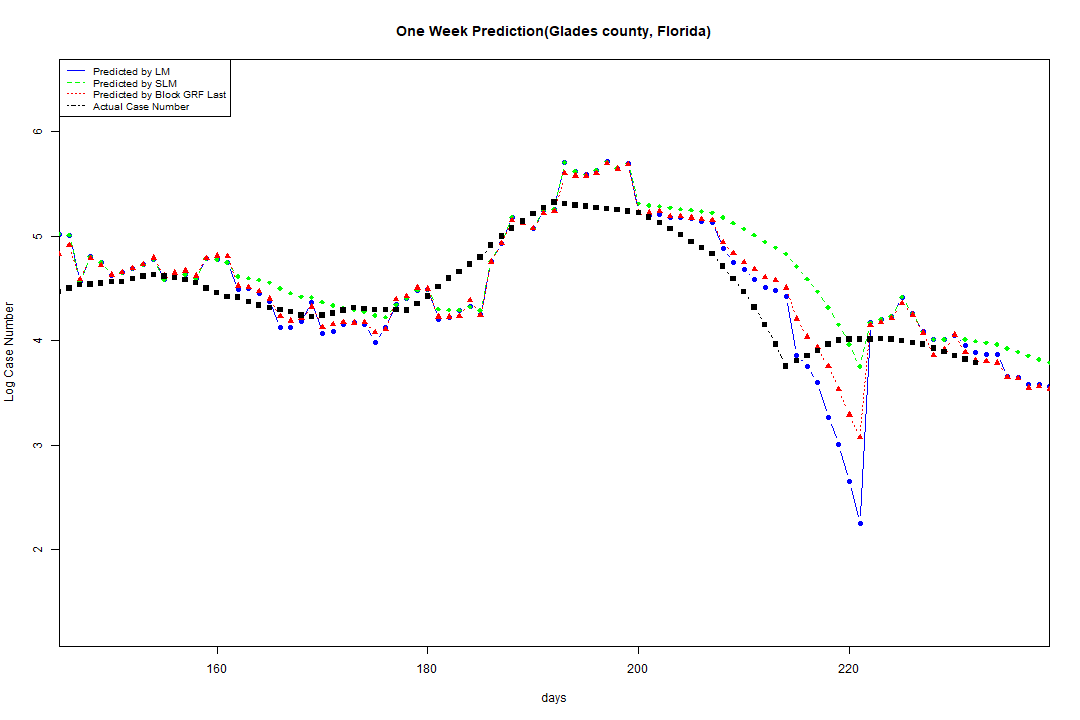 One Week Prediction(Glades county, Florida)
Predicted by LM
Predicted by SLM
Predicted by Block GRF Last
Actual Case Number
6
5
4
3
2
Log Case Number
160 180 200 220
days